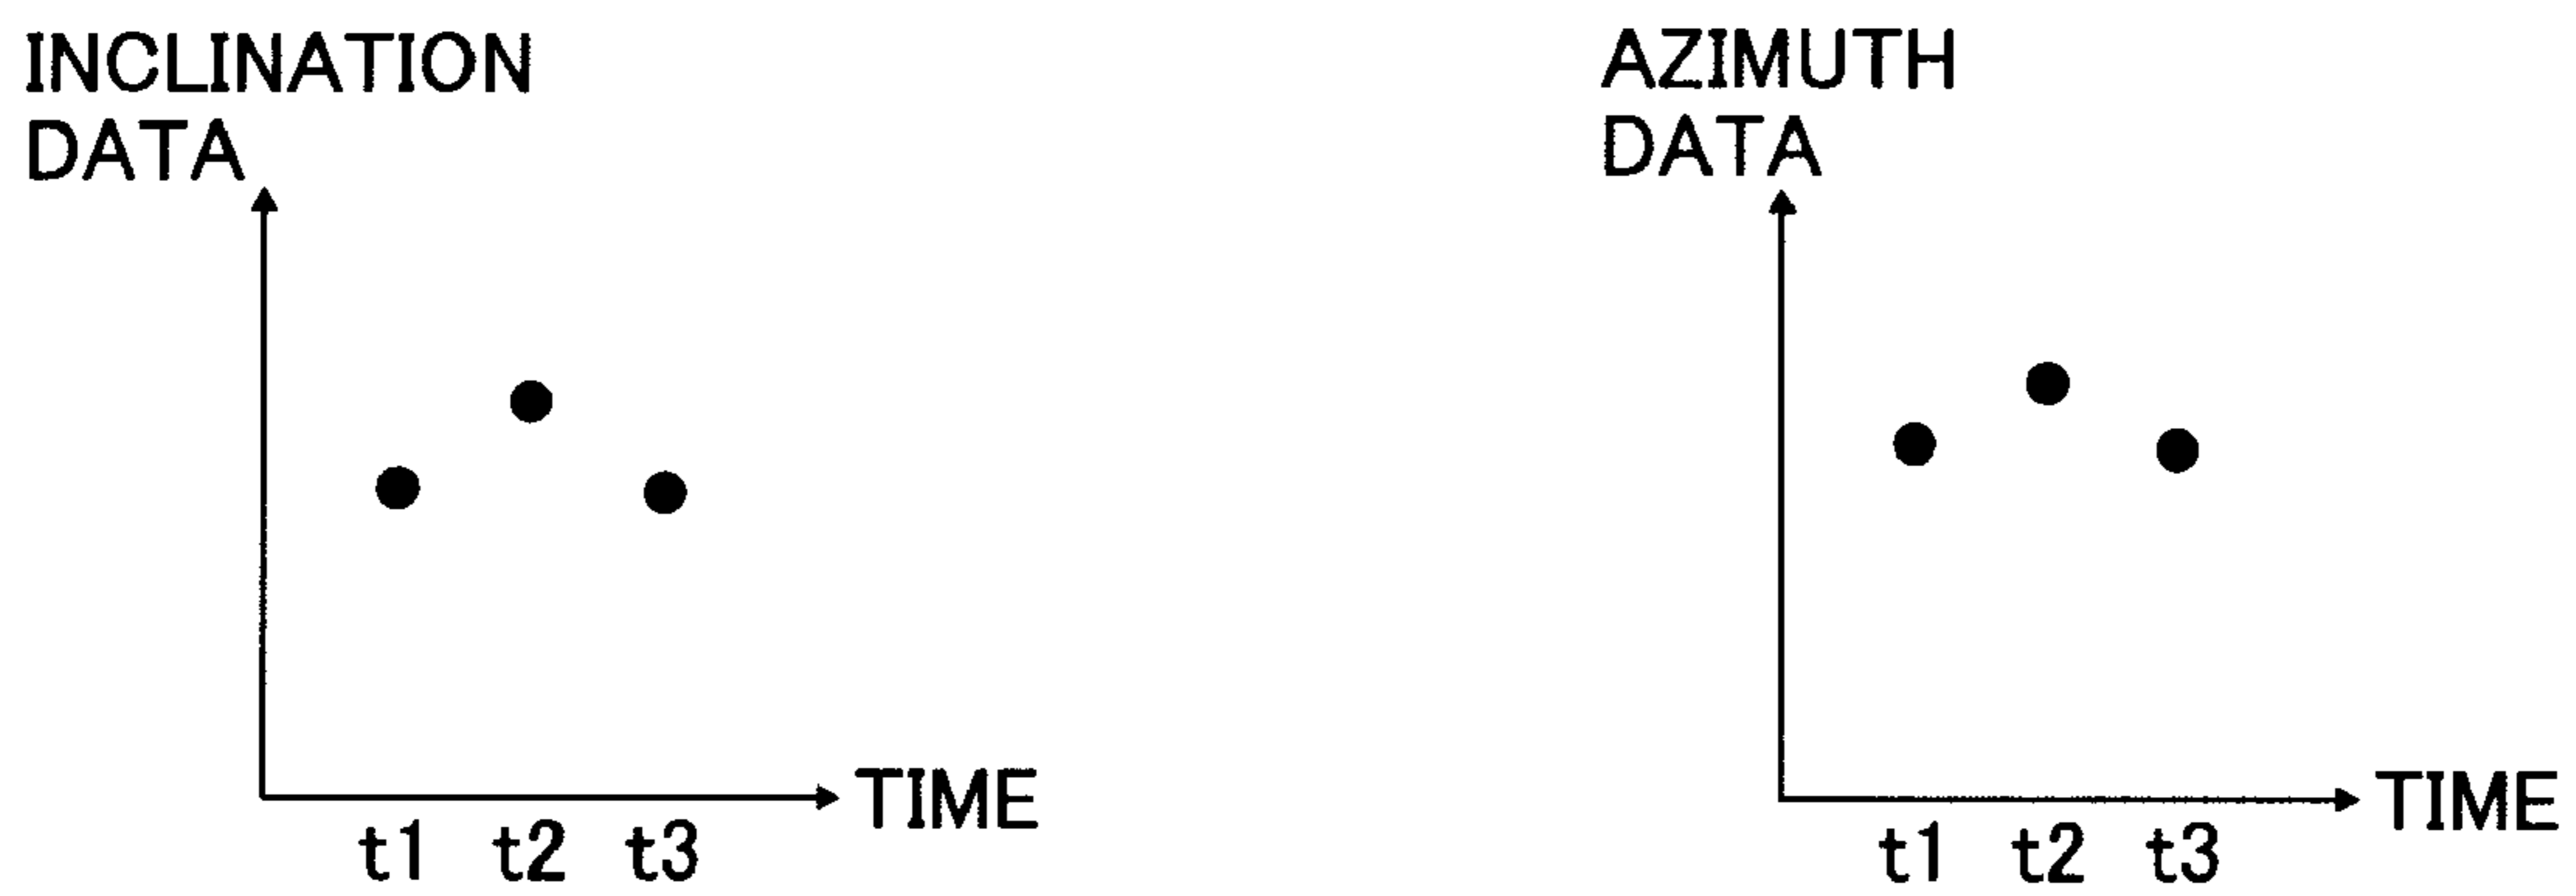 INCLINATION
DATA
TIME
t1 t2 t3
AZIMUTH
DATA
TIME
t1 t2 t3